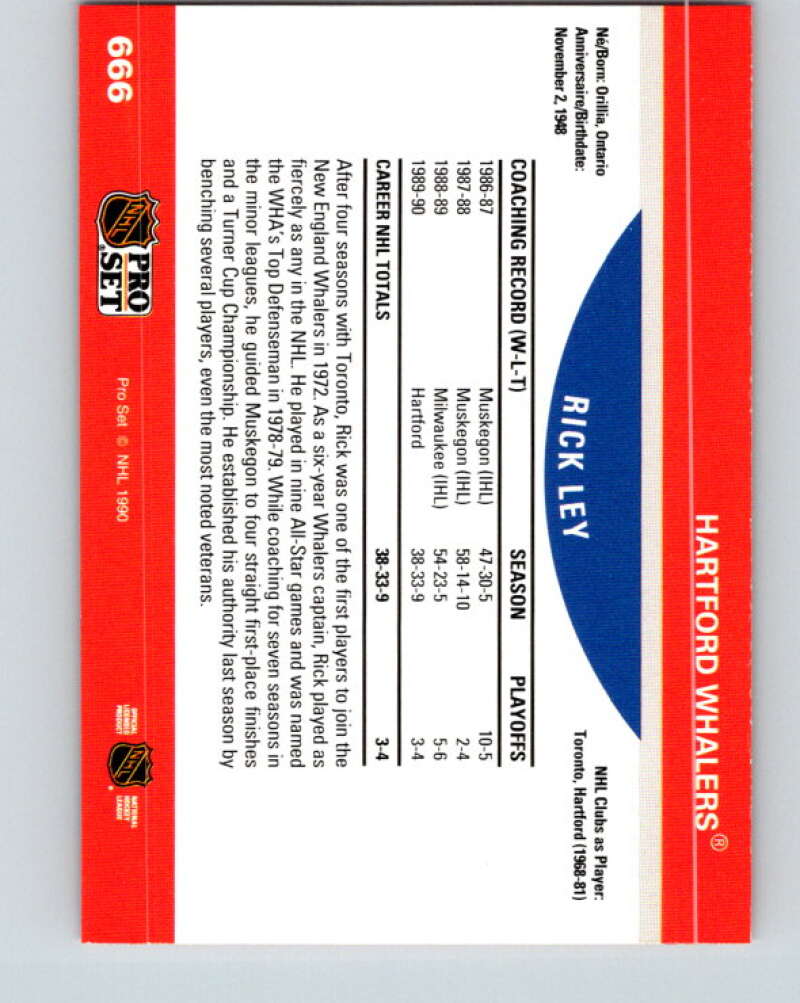 HARTFORD WHALERS®
Né/Born: Orillia, Ontario
Anniversaire/Birthdate:
November 2, 1948
RICK LEY
NHL Clubs as Player:
Toronto, Hartford (1968-81)
COACHING RECORD (W-L-T) SEASON PLAYOFFS
1986-87 Muskegon (IHL) 47-30-5 10-5
1987-88 Muskegon (IHL) 58-14-10 2-4
1988-89 Milwaukee (IHL) 54-23-5 5-6
1989-90 Hartford 38-33-9 3-4
CAREER NHL TOTALS 38-33-9 3-4
After four seasons with Toronto, Rick was one of the first players to join the
New England Whalers in 1972. As a six-year Whalers captain, Rick played as
fiercely as any in the NHL. He played in nine All-Star games and was named
the WHA's Top Defenseman in 1978-79. While coaching for seven seasons in
the minor leagues, he guided Muskegon to four straight first-place finishes
and a Turner Cup Championship. He established his authority last season by
benching several players, even the most noted veterans.
666
NHL
PRO
SET®
Pro Set © NHL 1990
OFFICIAL
LICENSED
PRODUCT
NHL®
NATIONAL
HOCKEY
LEAGUE